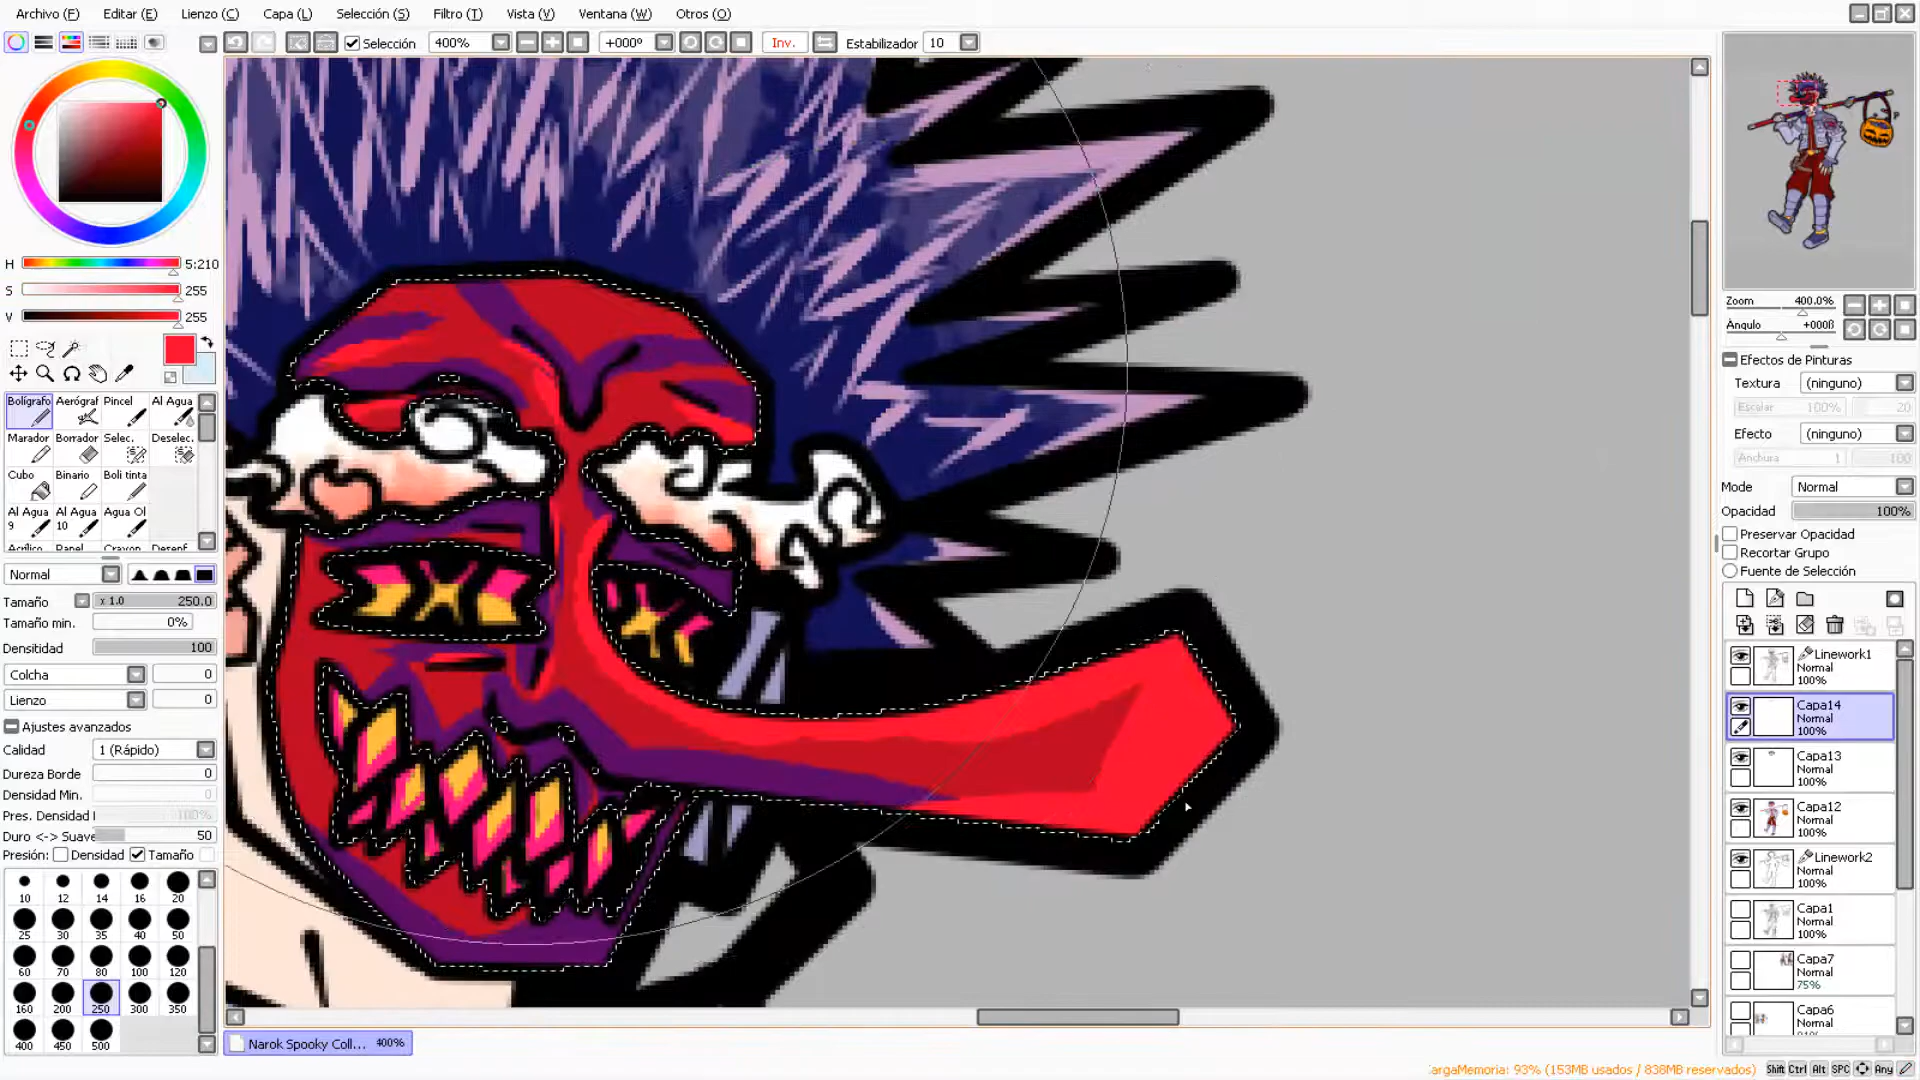 Archivo (F) Editar (E) Lienzo (C) Capa (L) Selección (S) Filtro (T) Vista (V) Ventana (W) Otros (O)
Selección 400% +000º Inv. Estabilizador 10
H 5:210
S 255
V 255
Bolígrafo Aerógraf Pincel Al Agua
Marador Borrador Selec. Deselec.
Cubo Binario Boli tinta
Al Agua 9 Al Agua 10 Agua Ol
Acrílico Papel Crayon
Normal
Tamaño x 1.0 250.0
Tamaño min. 0%
Densitidad 100
Colcha 0
Lienzo 0
Ajustes avanzados
Calidad 1 (Rápido)
Dureza Borde 0
Densidad Min. 0
Pres. Densidad 100%
Duro <-> Suave 50
Presión: Densidad Tamaño
10 12 14 16 20
25 30 35 40 50
60 70 80 100 120
160 200 250 300 350
400 450 500
Narok Spooky Coll... 400%
Zoom 400.0%
Ángulo +000ß
Efectos de Pinturas
Textura (ninguno)
Escalar 100% 20
Efecto (ninguno)
Anchura 1 100
Mode Normal
Opacidad 100%
Preservar Opacidad
Recortar Grupo
Fuente de Selección
Linework1
Normal
100%
Capa14
Normal
100%
Capa13
Normal
100%
Capa12
Normal
100%
Linework2
Normal
100%
Capa1
Normal
100%
Capa7
Normal
75%
Capa6
Normal
argaMemoria: 93% (153MB usados / 838MB reservados) Shift Ctrl Alt SPC Any